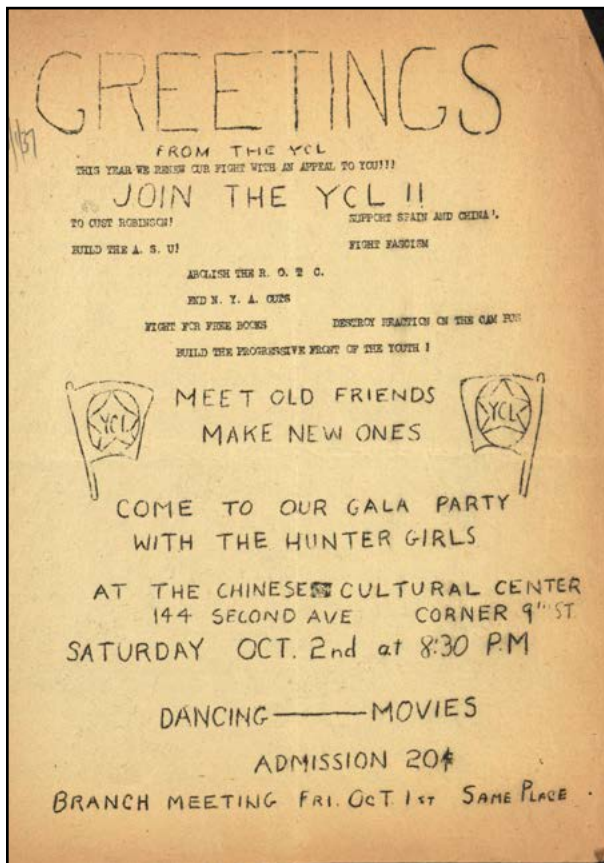 GREETINGS
/37
FROM THE YCL
THIS YEAR WE RENEW OUR FIGHT WITH AN APPEAL TO YOU!!!
JOIN THE YCL !!
TO OUST ROBINSON! SUPPORT SPAIN AND CHINA!
BUILD THE A. S. U! FIGHT FASCISM
ABOLISH THE R. O. T C.
END N. Y. A. CUTS
FIGHT FOR FREE BOOKS DESTROY REACTION ON THE CAM PUS
BUILD THE PROGRESSIVE FRONT OF THE YOUTH !
YCL MEET OLD FRIENDS YCL
MAKE NEW ONES
COME TO OUR GALA PARTY
WITH THE HUNTER GIRLS
AT THE CHINESE CULTURAL CENTER
144 SECOND AVE CORNER 9TH ST
SATURDAY OCT. 2nd at 8:30 P.M
DANCING — MOVIES
ADMISSION 20¢
BRANCH MEETING FRI. OCT. 1ST SAME PLACE.